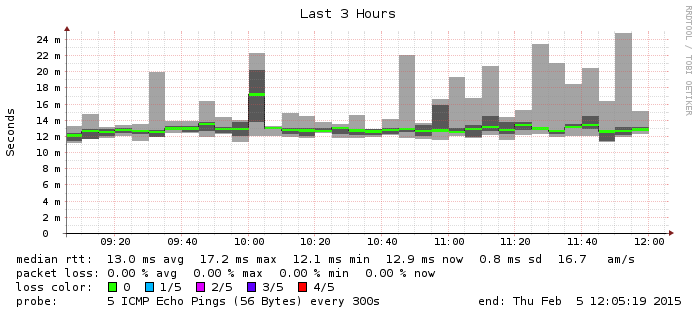 Last 3 Hours
RRDTOOL / TOBI OETIKER
Seconds
24 m
22 m
20 m
18 m
16 m
14 m
12 m
10 m
8 m
6 m
4 m
2 m
0
09:20 09:40 10:00 10:20 10:40 11:00 11:20 11:40 12:00
median rtt: 13.0 ms avg 17.2 ms max 12.1 ms min 12.9 ms now 0.8 ms sd 16.7 am/s
packet loss: 0.00 % avg 0.00 % max 0.00 % min 0.00 % now
loss color: 0 1/5 2/5 3/5 4/5
probe: 5 ICMP Echo Pings (56 Bytes) every 300s end: Thu Feb 5 12:05:19 2015